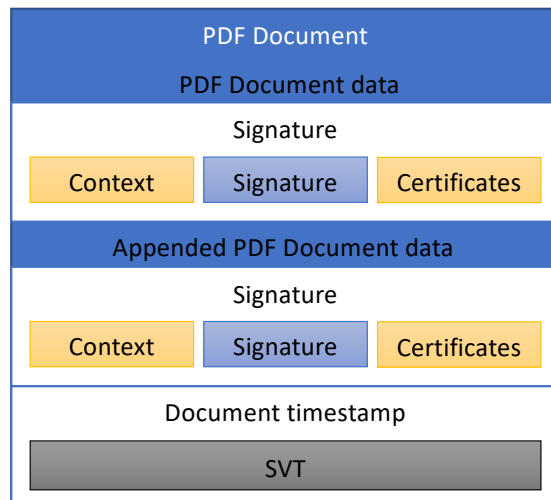 PDF Document
PDF Document data
Signature
Context Signature Certificates
Appended PDF Document data
Signature
Context Signature Certificates
Document timestamp
SVT